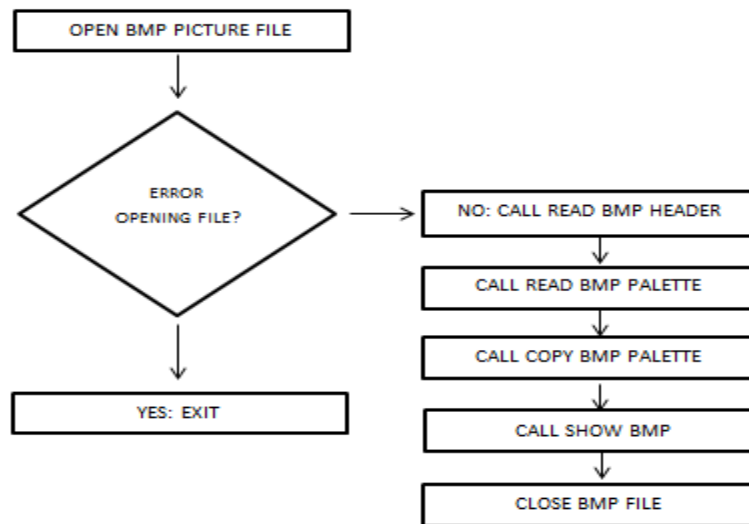 OPEN BMP PICTURE FILE
ERROR
OPENING FILE?
NO: CALL READ BMP HEADER
CALL READ BMP PALETTE
CALL COPY BMP PALETTE
YES: EXIT
CALL SHOW BMP
CLOSE BMP FILE